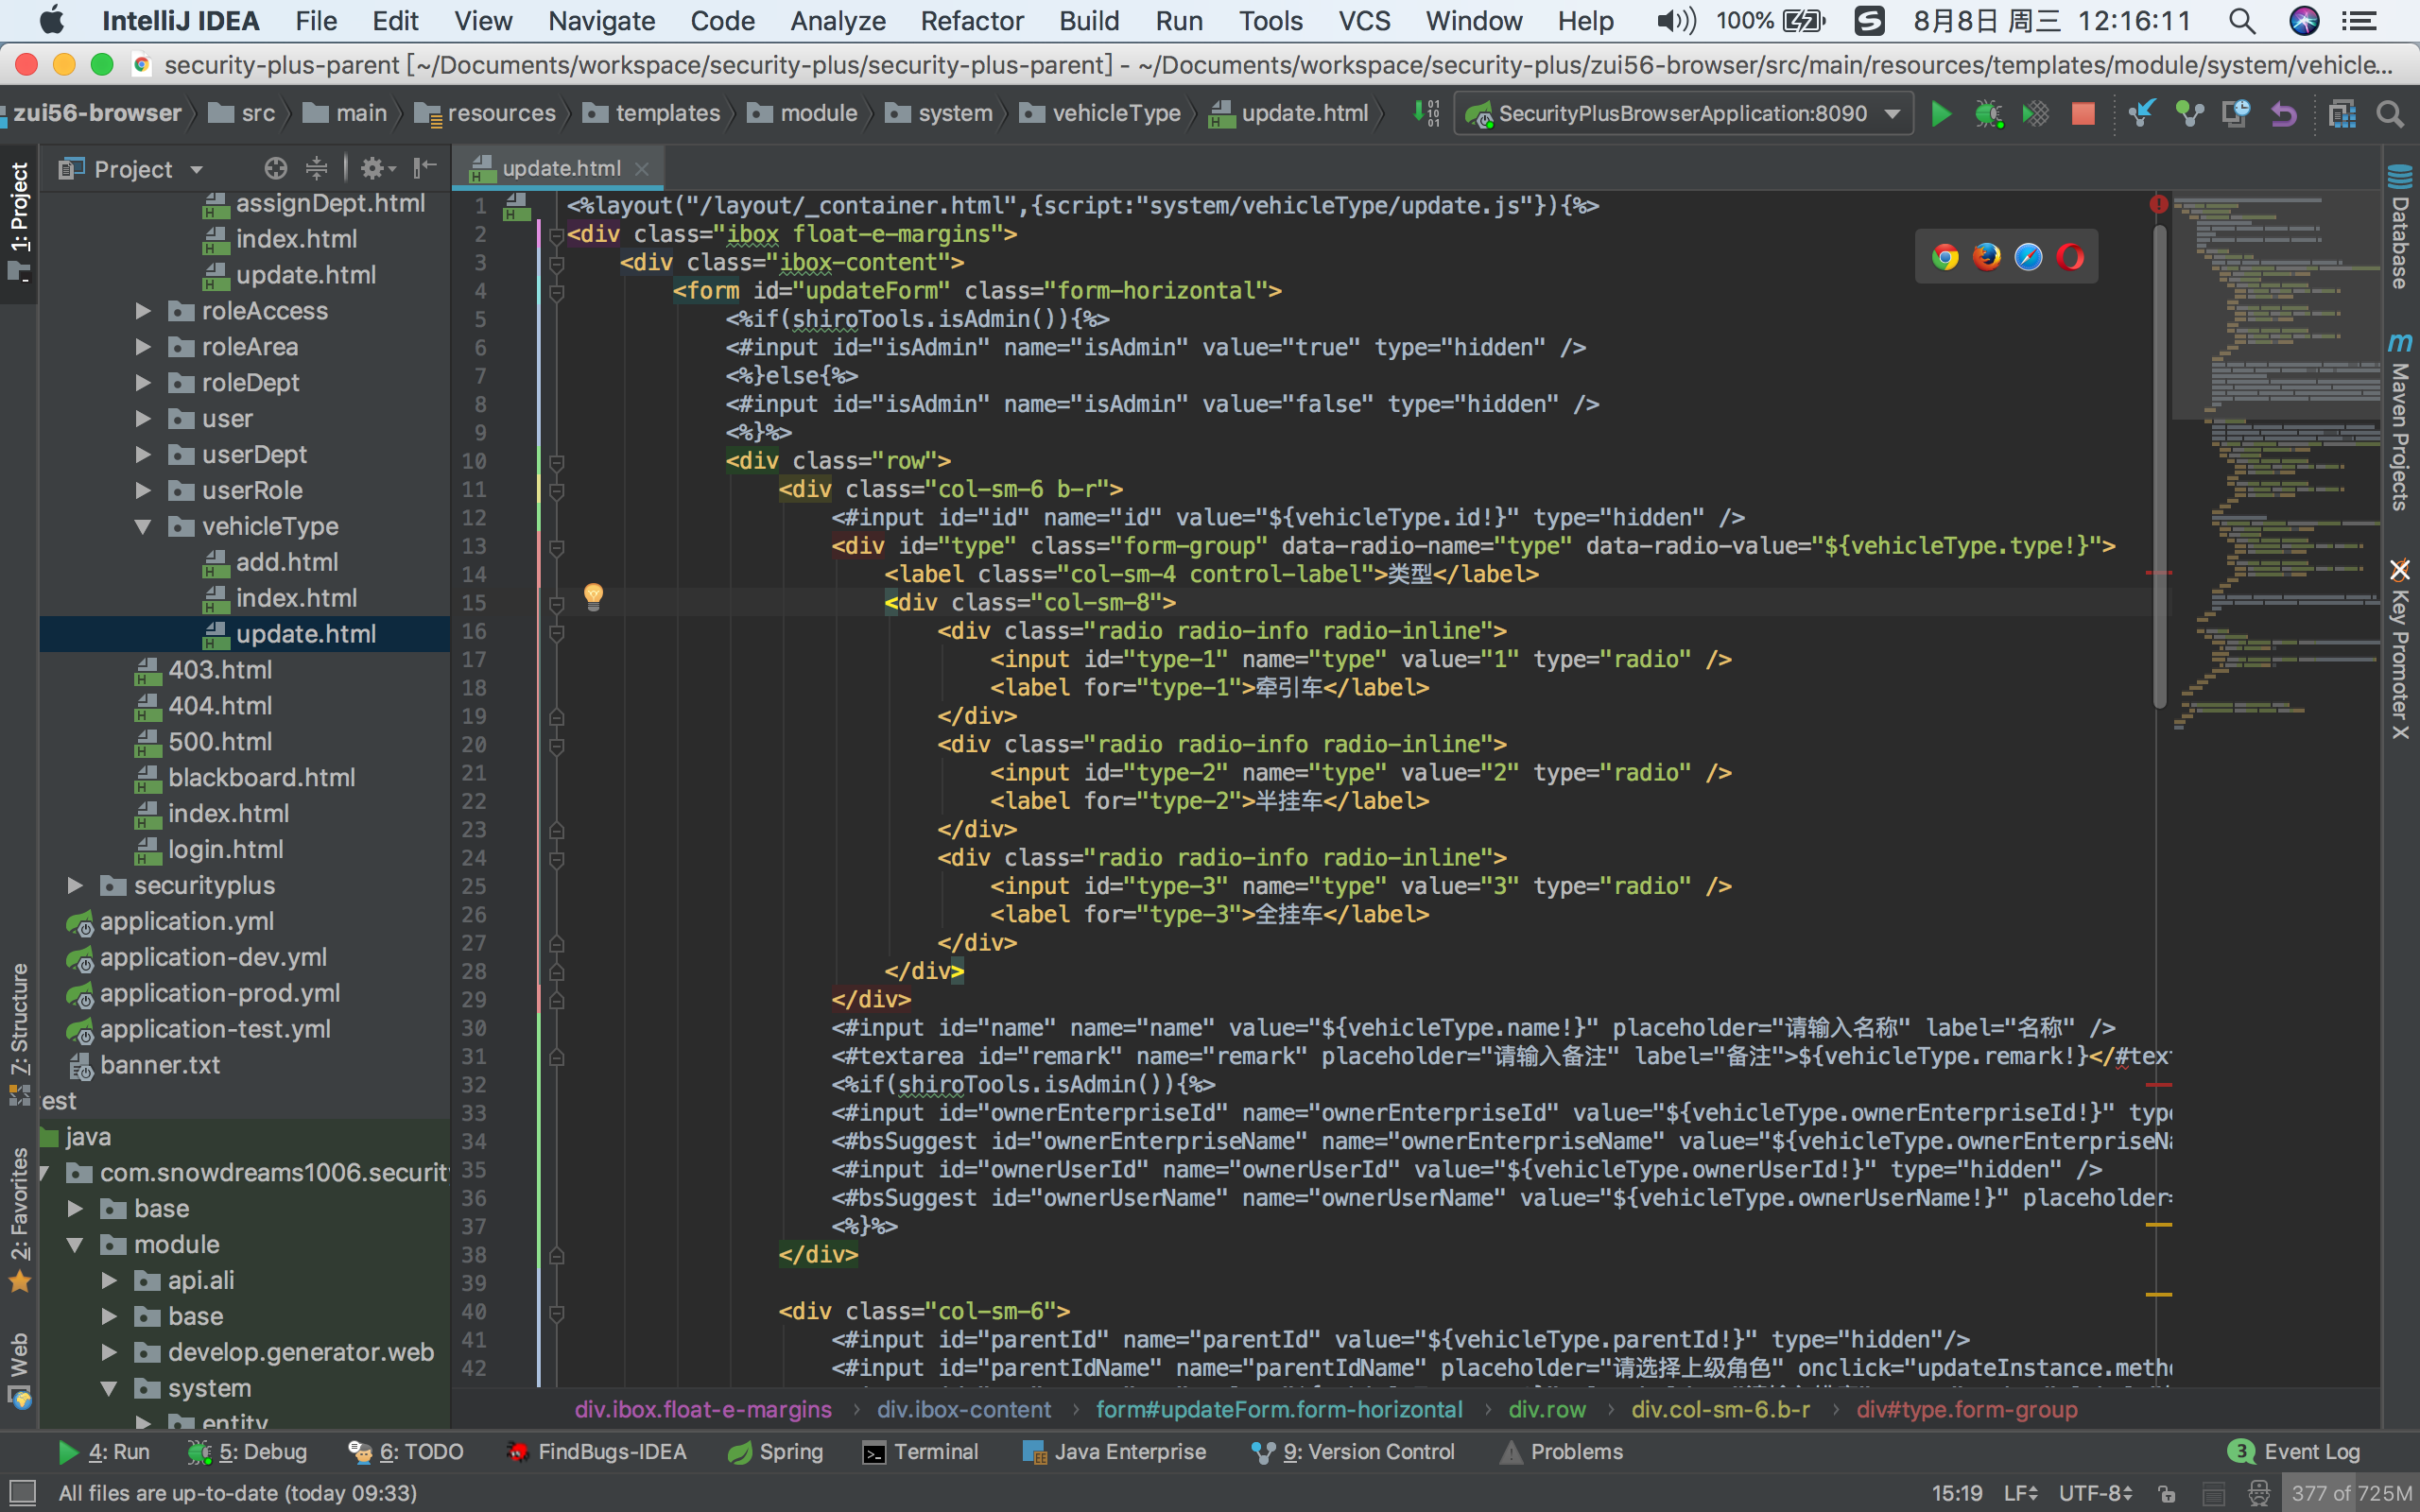 IntelliJ IDEA File Edit View Navigate Code Analyze Refactor Build Run Tools VCS Window Help 100% 8月8日 周三 12:16:11
security-plus-parent [~/Documents/workspace/security-plus/security-plus-parent] - ~/Documents/workspace/security-plus/zui56-browser/src/main/resources/templates/module/system/vehicle...
zui56-browser src main resources templates module system vehicleType update.html SecurityPlusBrowserApplication:8090
1: Project
Project
update.html
assignDept.html
index.html
update.html
roleAccess
roleArea
roleDept
user
userDept
userRole
vehicleType
add.html
index.html
update.html
403.html
404.html
500.html
blackboard.html
index.html
login.html
securityplus
application.yml
application-dev.yml
application-prod.yml
application-test.yml
banner.txt
est
java
com.snowdreams1006.securit
base
module
api.ali
base
develop.generator.web
system
entity
Z: Structure
2: Favorites
Web
1 <%layout("/layout/_container.html",{script:"system/vehicleType/update.js"}){%>
2 <div class="ibox float-e-margins">
3 <div class="ibox-content">
4 <form id="updateForm" class="form-horizontal">
5 <%if(shiroTools.isAdmin()){%>
6 <#input id="isAdmin" name="isAdmin" value="true" type="hidden" />
7 <%}else{%>
8 <#input id="isAdmin" name="isAdmin" value="false" type="hidden" />
9 <%}%>
10 <div class="row">
11 <div class="col-sm-6 b-r">
12 <#input id="id" name="id" value="${vehicleType.id!}" type="hidden" />
13 <div id="type" class="form-group" data-radio-name="type" data-radio-value="${vehicleType.type!}">
14 <label class="col-sm-4 control-label">类型</label>
15 <div class="col-sm-8">
16 <div class="radio radio-info radio-inline">
17 <input id="type-1" name="type" value="1" type="radio" />
18 <label for="type-1">牵引车</label>
19 </div>
20 <div class="radio radio-info radio-inline">
21 <input id="type-2" name="type" value="2" type="radio" />
22 <label for="type-2">半挂车</label>
23 </div>
24 <div class="radio radio-info radio-inline">
25 <input id="type-3" name="type" value="3" type="radio" />
26 <label for="type-3">全挂车</label>
27 </div>
28 </div>
29 </div>
30 <#input id="name" name="name" value="${vehicleType.name!}" placeholder="请输入名称" label="名称" />
31 <#textarea id="remark" name="remark" placeholder="请输入备注" label="备注">${vehicleType.remark!}</#tex
32 <%if(shiroTools.isAdmin()){%>
33 <#input id="ownerEnterpriseId" name="ownerEnterpriseId" value="${vehicleType.ownerEnterpriseId!}" typ
34 <#bsSuggest id="ownerEnterpriseName" name="ownerEnterpriseName" value="${vehicleType.ownerEnterpriseNa
35 <#input id="ownerUserId" name="ownerUserId" value="${vehicleType.ownerUserId!}" type="hidden" />
36 <#bsSuggest id="ownerUserName" name="ownerUserName" value="${vehicleType.ownerUserName!}" placeholder=
37 <%}%>
38 </div>
39
40 <div class="col-sm-6">
41 <#input id="parentId" name="parentId" value="${vehicleType.parentId!}" type="hidden"/>
42 <#input id="parentIdName" name="parentIdName" placeholder="请选择上级角色" onclick="updateInstance.meth
Database
Maven Projects
Key Promoter X
div.ibox.float-e-margins div.ibox-content form#updateForm.form-horizontal div.row div.col-sm-6.b-r div#type.form-group
4: Run 5: Debug 6: TODO FindBugs-IDEA Spring Terminal Java Enterprise 9: Version Control Problems 3 Event Log
All files are up-to-date (today 09:33) 15:19 LF UTF-8 377 of 725M